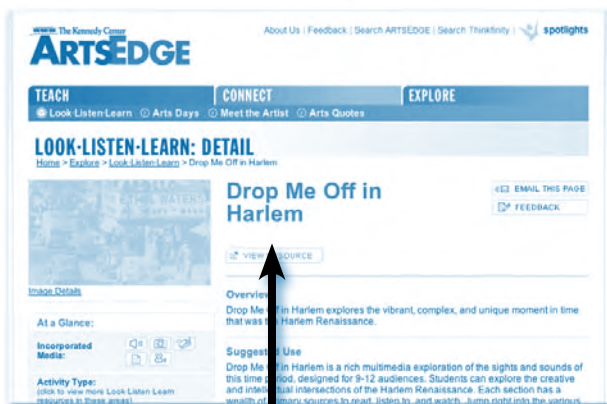 The Kennedy Center
ARTSEDGE
About Us | Feedback | Search ARTSEDGE | Search Thinkfinity | spotlights
TEACH CONNECT EXPLORE
Look·Listen·Learn Arts Days Meet the Artist Arts Quotes
LOOK·LISTEN·LEARN: DETAIL
Home > Explore > Look·Listen·Learn > Drop Me Off in Harlem
ETHEL WATERS
Image Details
At a Glance:
Incorporated
Media:
Activity Type:
(click to view more Look·Listen·Learn
resources in these areas)
Drop Me Off in
Harlem
EMAIL THIS PAGE
FEEDBACK
VIEW RESOURCE
Overview
Drop Me Off in Harlem explores the vibrant, complex, and unique moment in time
that was the Harlem Renaissance.
Suggested Use
Drop Me Off in Harlem is a rich multimedia exploration of the sights and sounds of
this time period, designed for 9-12 audiences. Students can explore the creative
and intellectual intersections of the Harlem Renaissance. Each section has a
wealth of primary sources to read, listen to, and watch. Jump right into the various